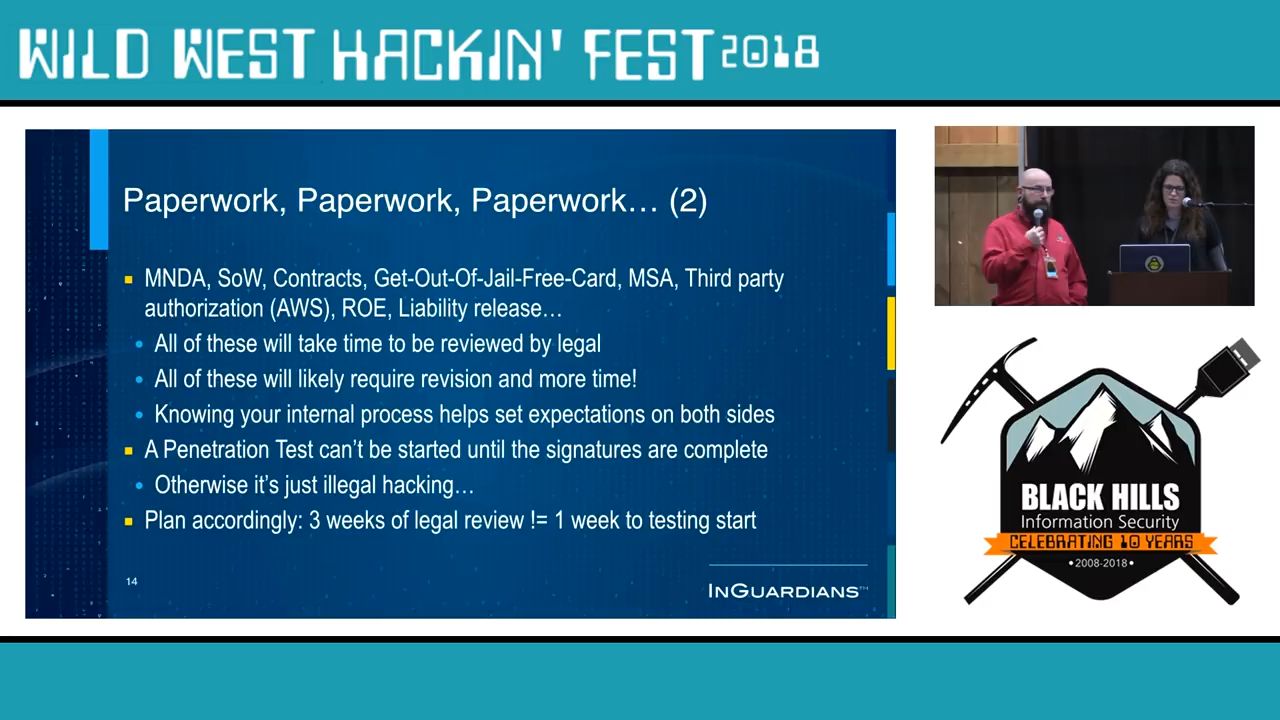 WILD WEST HACKIN' FEST 2018
Paperwork, Paperwork, Paperwork… (2)
MNDA, SoW, Contracts, Get-Out-Of-Jail-Free-Card, MSA, Third party
authorization (AWS), ROE, Liability release…
All of these will take time to be reviewed by legal
All of these will likely require revision and more time!
Knowing your internal process helps set expectations on both sides
A Penetration Test can't be started until the signatures are complete
Otherwise it's just illegal hacking…
Plan accordingly: 3 weeks of legal review != 1 week to testing start
14
INGUARDIANS™
BLACK HILLS
Information Security
CELEBRATING 10 YEARS
•2008-2018•